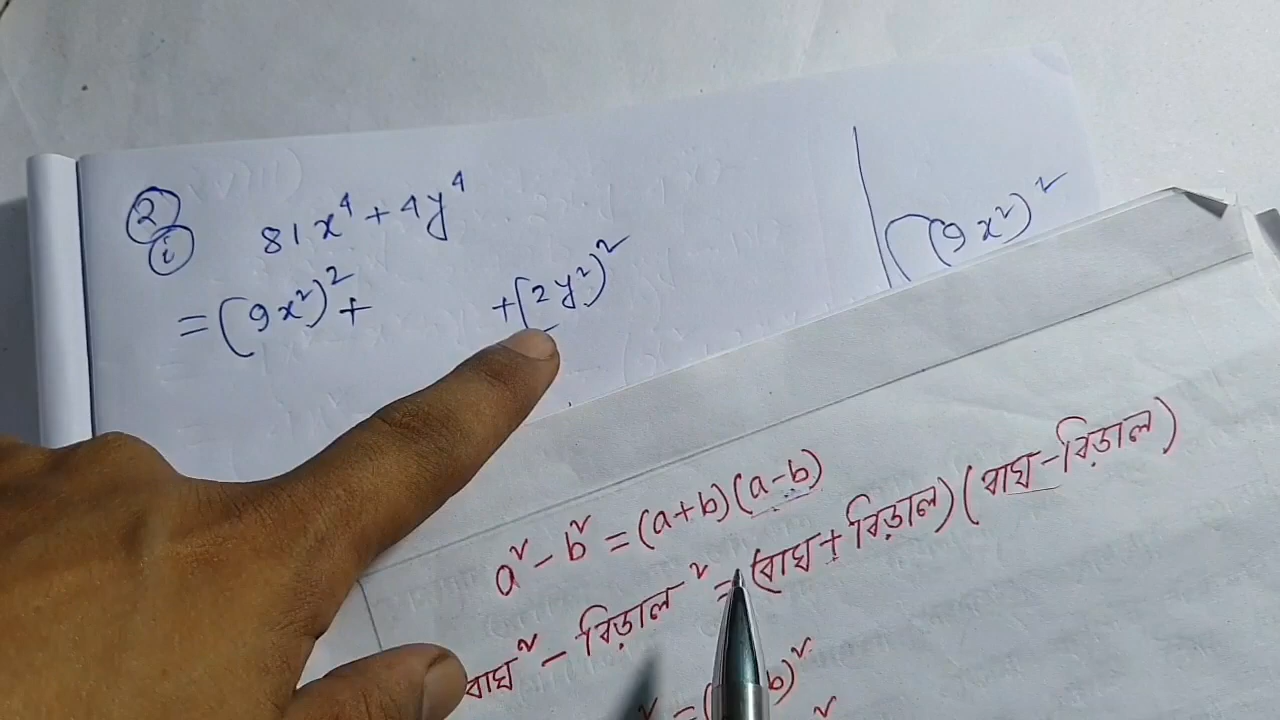 ② ⓘ 81x⁴ + 4y⁴
= (9x²)² + + (2y²)²
(9x²)²
a² - b² = (a+b)(a-b)
বাঘ² - বিড়াল² = (বাঘ + বিড়াল)(বাঘ - বিড়াল)